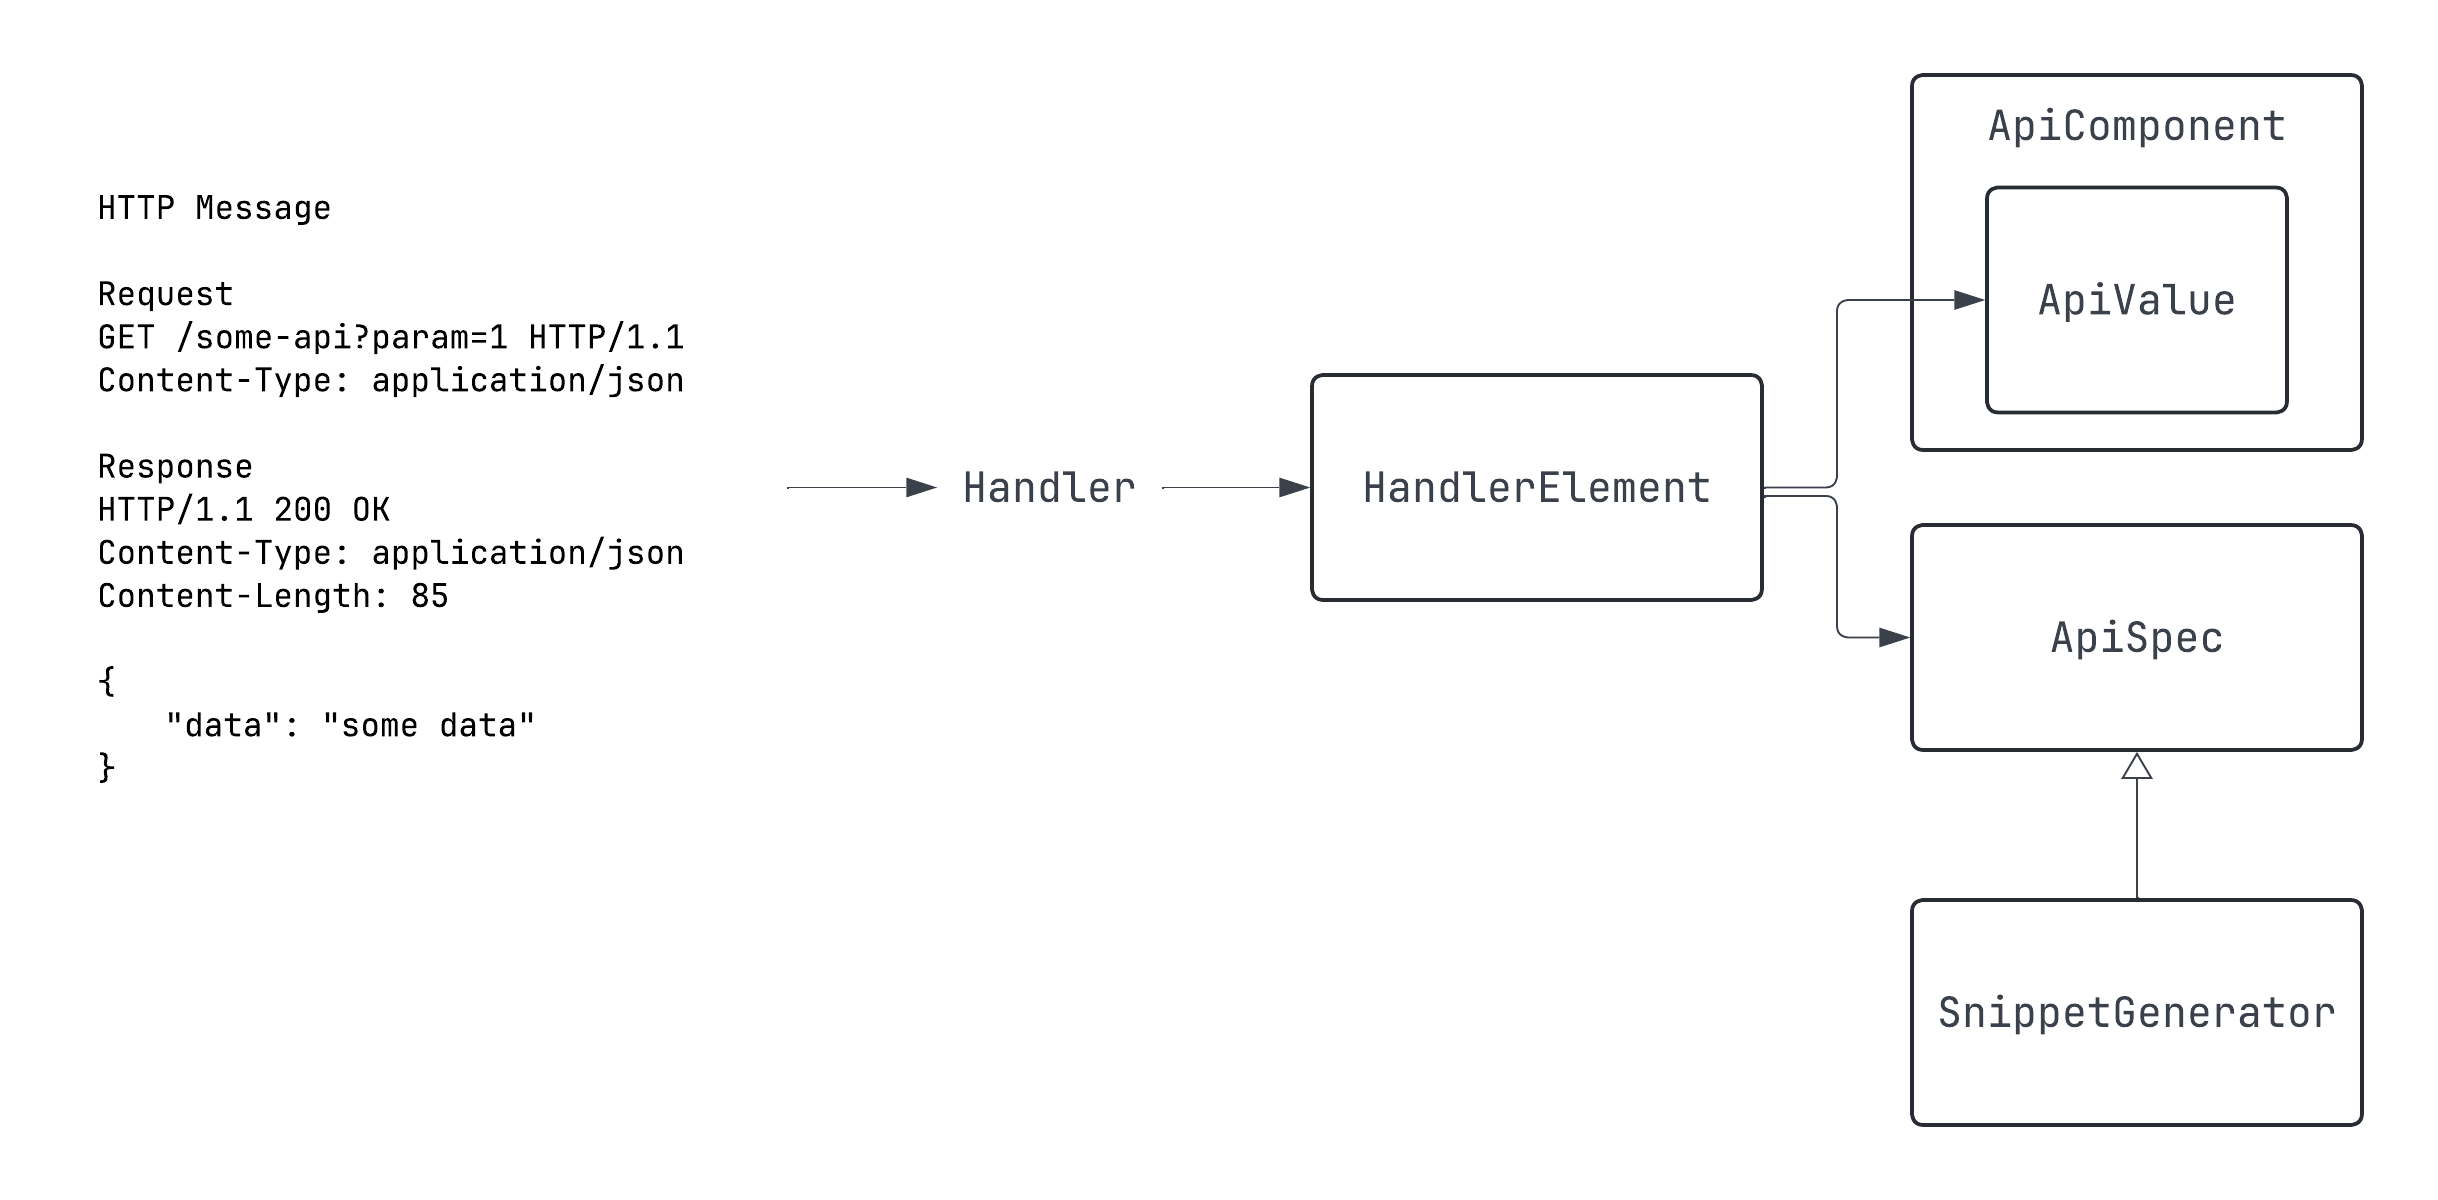 HTTP Message
Request
GET /some-api?param=1 HTTP/1.1
Content-Type: application/json
Response
HTTP/1.1 200 OK
Content-Type: application/json
Content-Length: 85
{
"data": "some data"
}
Handler
HandlerElement
ApiComponent
ApiValue
ApiSpec
SnippetGenerator